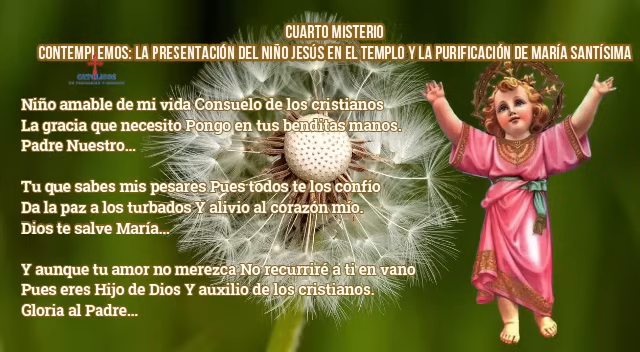 CUARTO MISTERIO
CONTEMPLEMOS: LA PRESENTACIÓN DEL NIÑO JESÚS EN EL TEMPLO Y LA PURIFICACIÓN DE MARÍA SANTÍSIMA
CATOLICOS
Niño amable de mi vida Consuelo de los cristianos
La gracia que necesito Pongo en tus benditas manos.
Padre Nuestro...
Tu que sabes mis pesares Pues todos te los confío
Da la paz a los turbados Y alivio al corazón mío.
Dios te salve María...
Y aunque tu amor no merezca No recurriré a ti en vano
Pues eres Hijo de Dios Y auxilio de los cristianos.
Gloria al Padre...